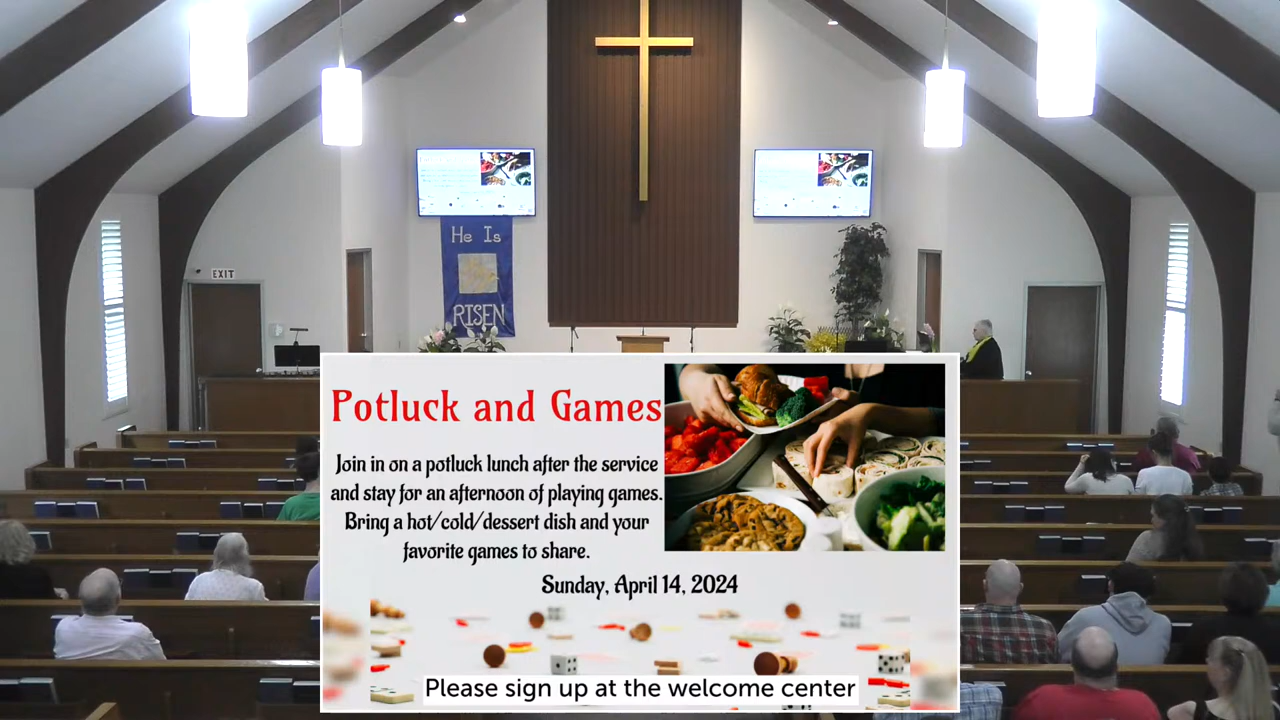 He Is
RISEN
EXIT
Potluck and Games
Join in on a potluck lunch after the service
and stay for an afternoon of playing games.
Bring a hot/cold/dessert dish and your
favorite games to share.
Sunday, April 14, 2024
Please sign up at the welcome center